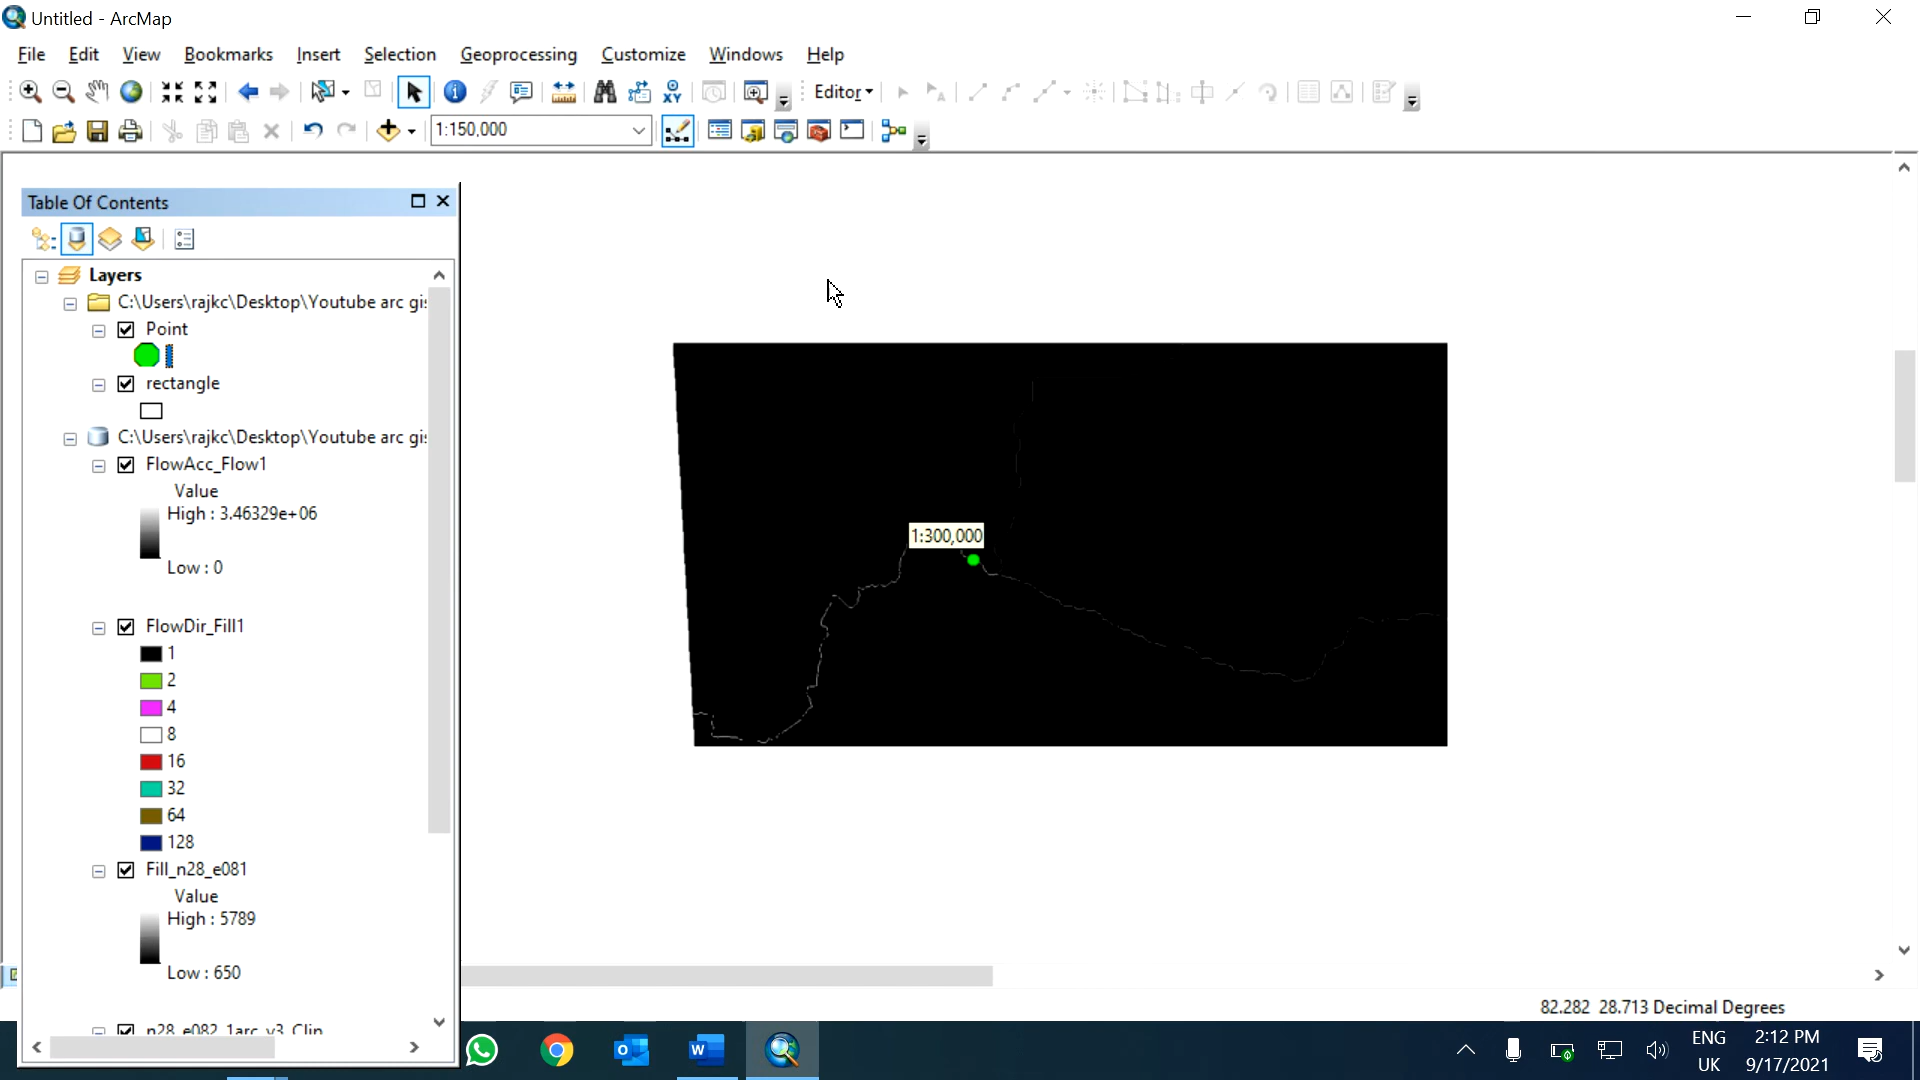 Untitled - ArcMap
File Edit View Bookmarks Insert Selection Geoprocessing Customize Windows Help
Editor
1:150,000
Table Of Contents
Layers
C:\Users\rajkc\Desktop\Youtube arc gi
Point
rectangle
C:\Users\rajkc\Desktop\Youtube arc gi
FlowAcc_Flow1
Value
High : 3.46329e+06
Low : 0
FlowDir_Fill1
1
2
4
8
16
32
64
128
Fill_n28_e081
Value
High : 5789
Low : 650
n28_e082_1arc_v3_Clip
1:300,000
82.282 28.713 Decimal Degrees
ENG
UK
2:12 PM
9/17/2021